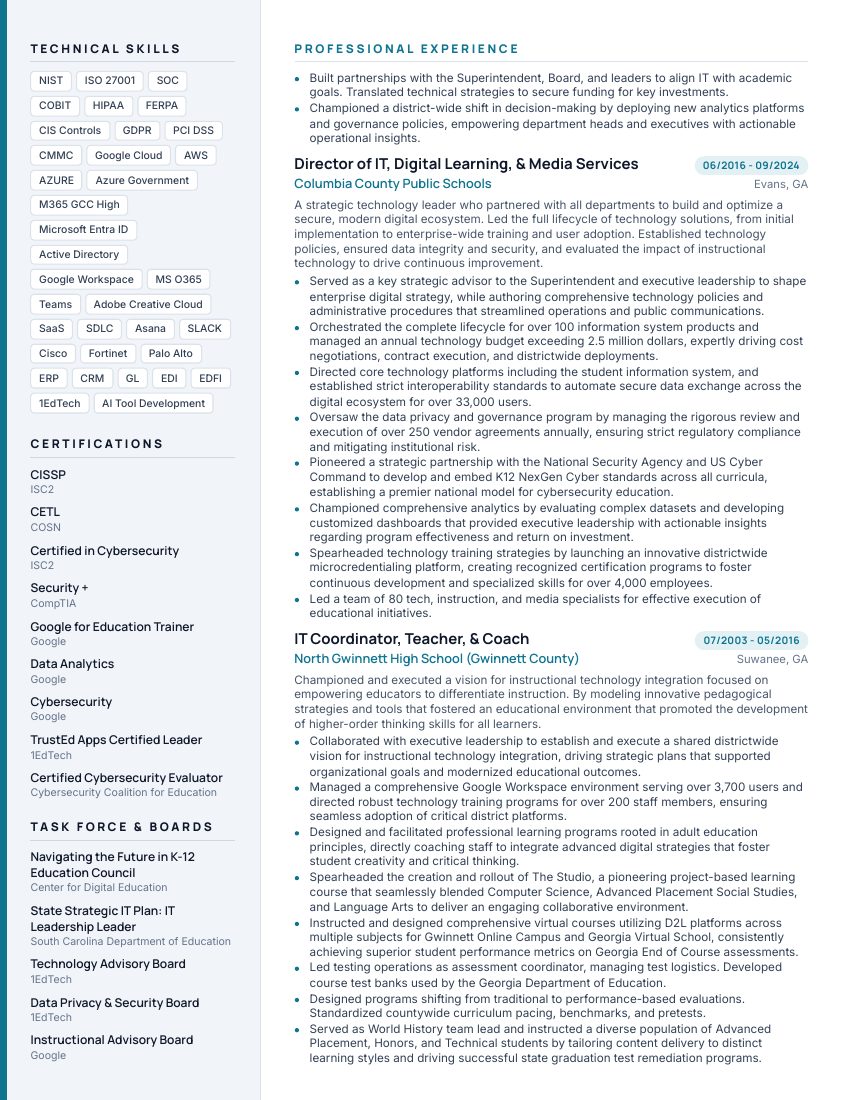 TECHNICAL SKILLS
NIST ISO 27001 SOC
COBIT HIPAA FERPA
CIS Controls GDPR PCI DSS
CMMC Google Cloud AWS
AZURE Azure Government
M365 GCC High
Microsoft Entra ID
Active Directory
Google Workspace MS O365
Teams Adobe Creative Cloud
SaaS SDLC Asana SLACK
Cisco Fortinet Palo Alto
ERP CRM GL EDI EDFI
1EdTech AI Tool Development
CERTIFICATIONS
CISSP
ISC2
CETL
COSN
Certified in Cybersecurity
ISC2
Security +
CompTIA
Google for Education Trainer
Google
Data Analytics
Google
Cybersecurity
Google
TrustEd Apps Certified Leader
1EdTech
Certified Cybersecurity Evaluator
Cybersecurity Coalition for Education
TASK FORCE & BOARDS
Navigating the Future in K-12
Education Council
Center for Digital Education
State Strategic IT Plan: IT
Leadership Leader
South Carolina Department of Education
Technology Advisory Board
1EdTech
Data Privacy & Security Board
1EdTech
Instructional Advisory Board
Google
PROFESSIONAL EXPERIENCE
• Built partnerships with the Superintendent, Board, and leaders to align IT with academic
goals. Translated technical strategies to secure funding for key investments.
• Championed a district-wide shift in decision-making by deploying new analytics platforms
and governance policies, empowering department heads and executives with actionable
operational insights.
Director of IT, Digital Learning, & Media Services 06/2016 - 09/2024
Columbia County Public Schools Evans, GA
A strategic technology leader who partnered with all departments to build and optimize a
secure, modern digital ecosystem. Led the full lifecycle of technology solutions, from initial
implementation to enterprise-wide training and user adoption. Established technology
policies, ensured data integrity and security, and evaluated the impact of instructional
technology to drive continuous improvement.
• Served as a key strategic advisor to the Superintendent and executive leadership to shape
enterprise digital strategy, while authoring comprehensive technology policies and
administrative procedures that streamlined operations and public communications.
• Orchestrated the complete lifecycle for over 100 information system products and
managed an annual technology budget exceeding 2.5 million dollars, expertly driving cost
negotiations, contract execution, and districtwide deployments.
• Directed core technology platforms including the student information system, and
established strict interoperability standards to automate secure data exchange across the
digital ecosystem for over 33,000 users.
• Oversaw the data privacy and governance program by managing the rigorous review and
execution of over 250 vendor agreements annually, ensuring strict regulatory compliance
and mitigating institutional risk.
• Pioneered a strategic partnership with the National Security Agency and US Cyber
Command to develop and embed K12 NexGen Cyber standards across all curricula,
establishing a premier national model for cybersecurity education.
• Championed comprehensive analytics by evaluating complex datasets and developing
customized dashboards that provided executive leadership with actionable insights
regarding program effectiveness and return on investment.
• Spearheaded technology training strategies by launching an innovative districtwide
microcredentialing platform, creating recognized certification programs to foster
continuous development and specialized skills for over 4,000 employees.
• Led a team of 80 tech, instruction, and media specialists for effective execution of
educational initiatives.
IT Coordinator, Teacher, & Coach 07/2003 - 05/2016
North Gwinnett High School (Gwinnett County) Suwanee, GA
Championed and executed a vision for instructional technology integration focused on
empowering educators to differentiate instruction. By modeling innovative pedagogical
strategies and tools that fostered an educational environment that promoted the development
of higher-order thinking skills for all learners.
• Collaborated with executive leadership to establish and execute a shared districtwide
vision for instructional technology integration, driving strategic plans that supported
organizational goals and modernized educational outcomes.
• Managed a comprehensive Google Workspace environment serving over 3,700 users and
directed robust technology training programs for over 200 staff members, ensuring
seamless adoption of critical district platforms.
• Designed and facilitated professional learning programs rooted in adult education
principles, directly coaching staff to integrate advanced digital strategies that foster
student creativity and critical thinking.
• Spearheaded the creation and rollout of The Studio, a pioneering project-based learning
course that seamlessly blended Computer Science, Advanced Placement Social Studies,
and Language Arts to deliver an engaging collaborative environment.
• Instructed and designed comprehensive virtual courses utilizing D2L platforms across
multiple subjects for Gwinnett Online Campus and Georgia Virtual School, consistently
achieving superior student performance metrics on Georgia End of Course assessments.
• Led testing operations as assessment coordinator, managing test logistics. Developed
course test banks used by the Georgia Department of Education.
• Designed programs shifting from traditional to performance-based evaluations.
Standardized countywide curriculum pacing, benchmarks, and pretests.
• Served as World History team lead and instructed a diverse population of Advanced
Placement, Honors, and Technical students by tailoring content delivery to distinct
learning styles and driving successful state graduation test remediation programs.